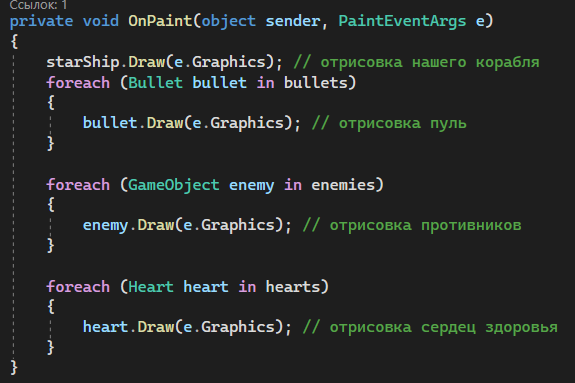 Ссылок: 1
private void OnPaint(object sender, PaintEventArgs e)
{
    starShip.Draw(e.Graphics); // отрисовка нашего корабля
    foreach (Bullet bullet in bullets)
    {
        bullet.Draw(e.Graphics); // отрисовка пуль
    }

    foreach (GameObject enemy in enemies)
    {
        enemy.Draw(e.Graphics); // отрисовка противников
    }

    foreach (Heart heart in hearts)
    {
        heart.Draw(e.Graphics); // отрисовка сердец здоровья
    }
}